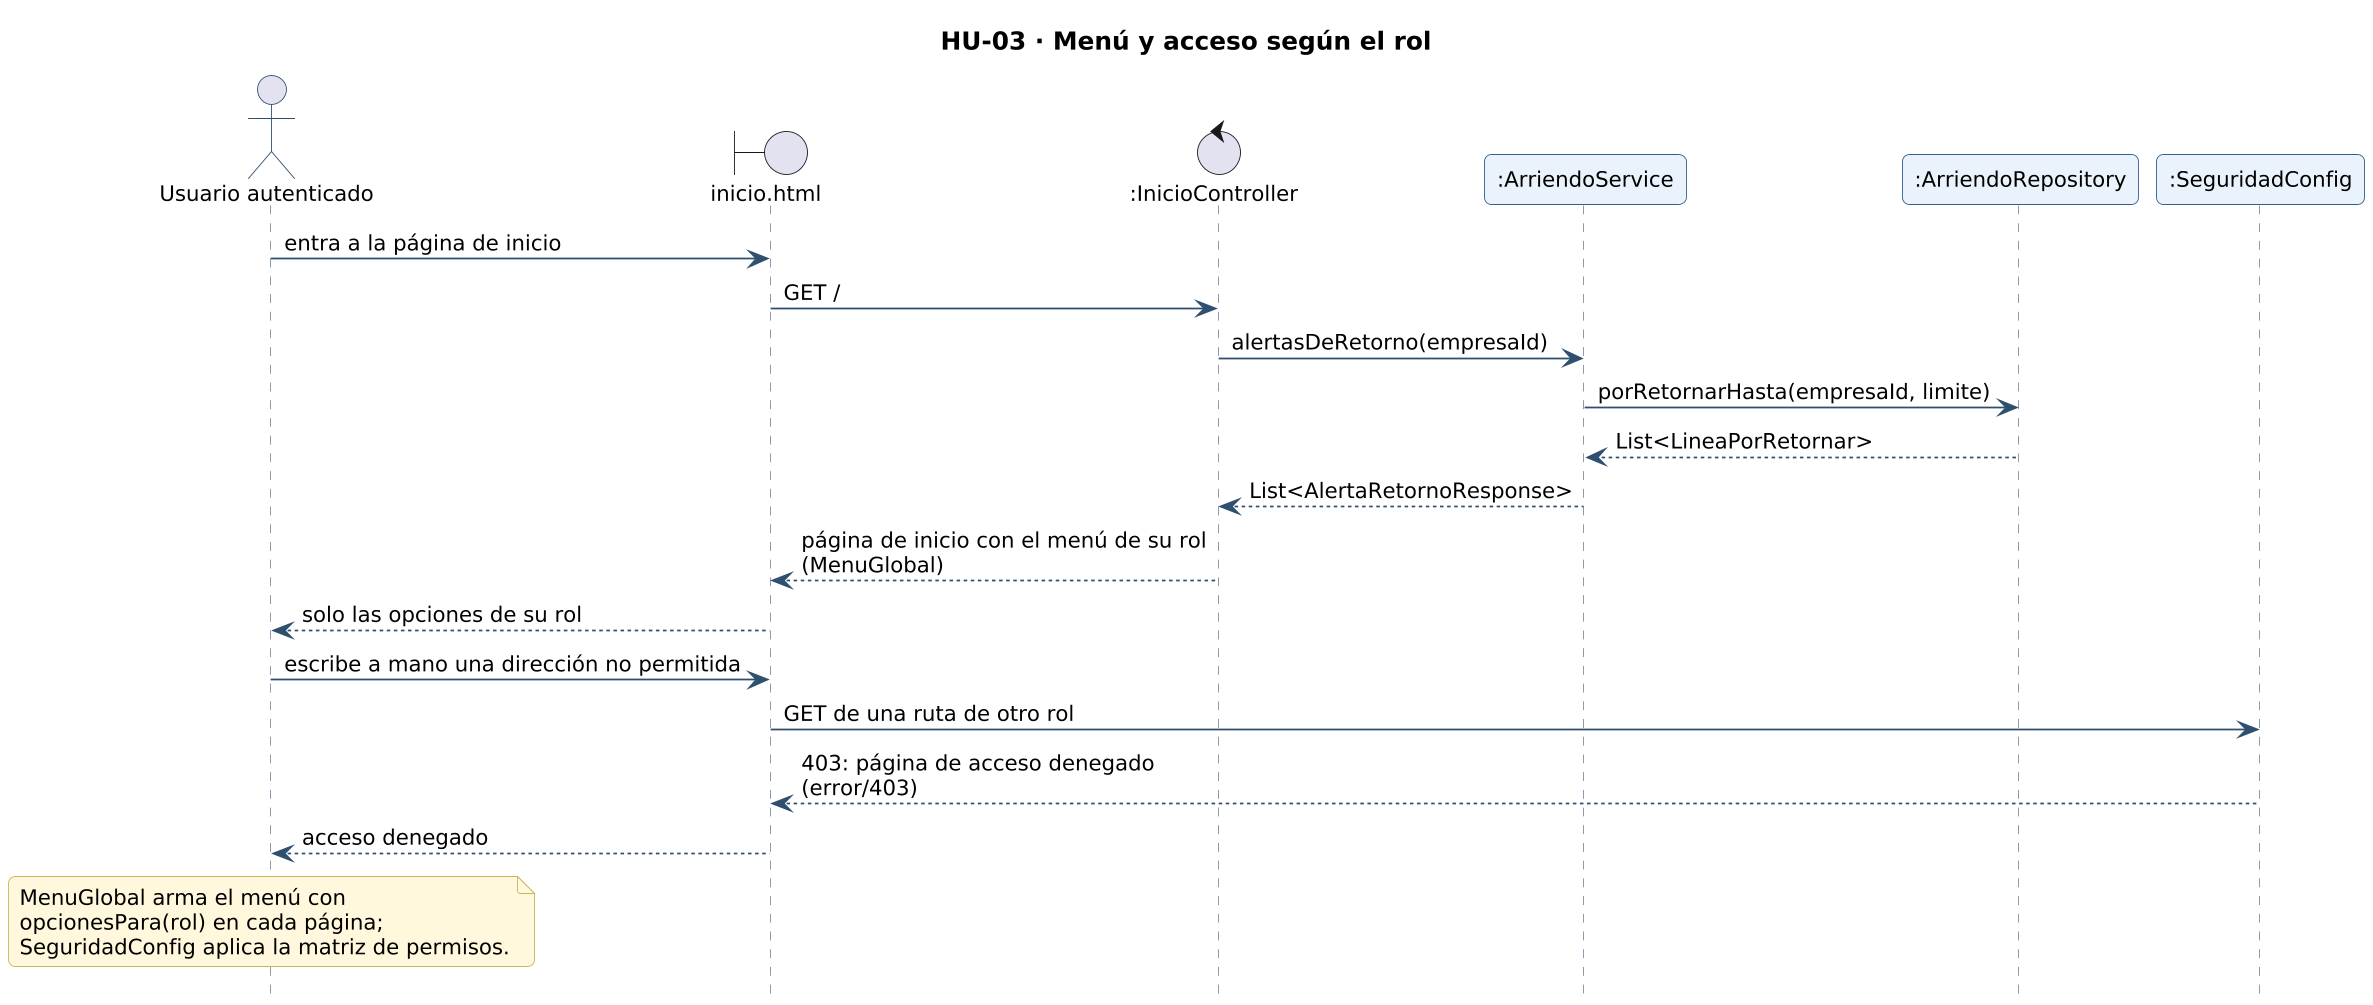 HU-03 · Menú y acceso según el rol
Usuario autenticado
inicio.html
:InicioController
:ArriendoService
:ArriendoRepository
:SeguridadConfig
entra a la página de inicio
GET /
alertasDeRetorno(empresaId)
porRetornarHasta(empresaId, limite)
List<LineaPorRetornar>
List<AlertaRetornoResponse>
página de inicio con el menú de su rol
(MenuGlobal)
solo las opciones de su rol
escribe a mano una dirección no permitida
GET de una ruta de otro rol
403: página de acceso denegado
(error/403)
acceso denegado
MenuGlobal arma el menú con
opcionesPara(rol) en cada página;
SeguridadConfig aplica la matriz de permisos.